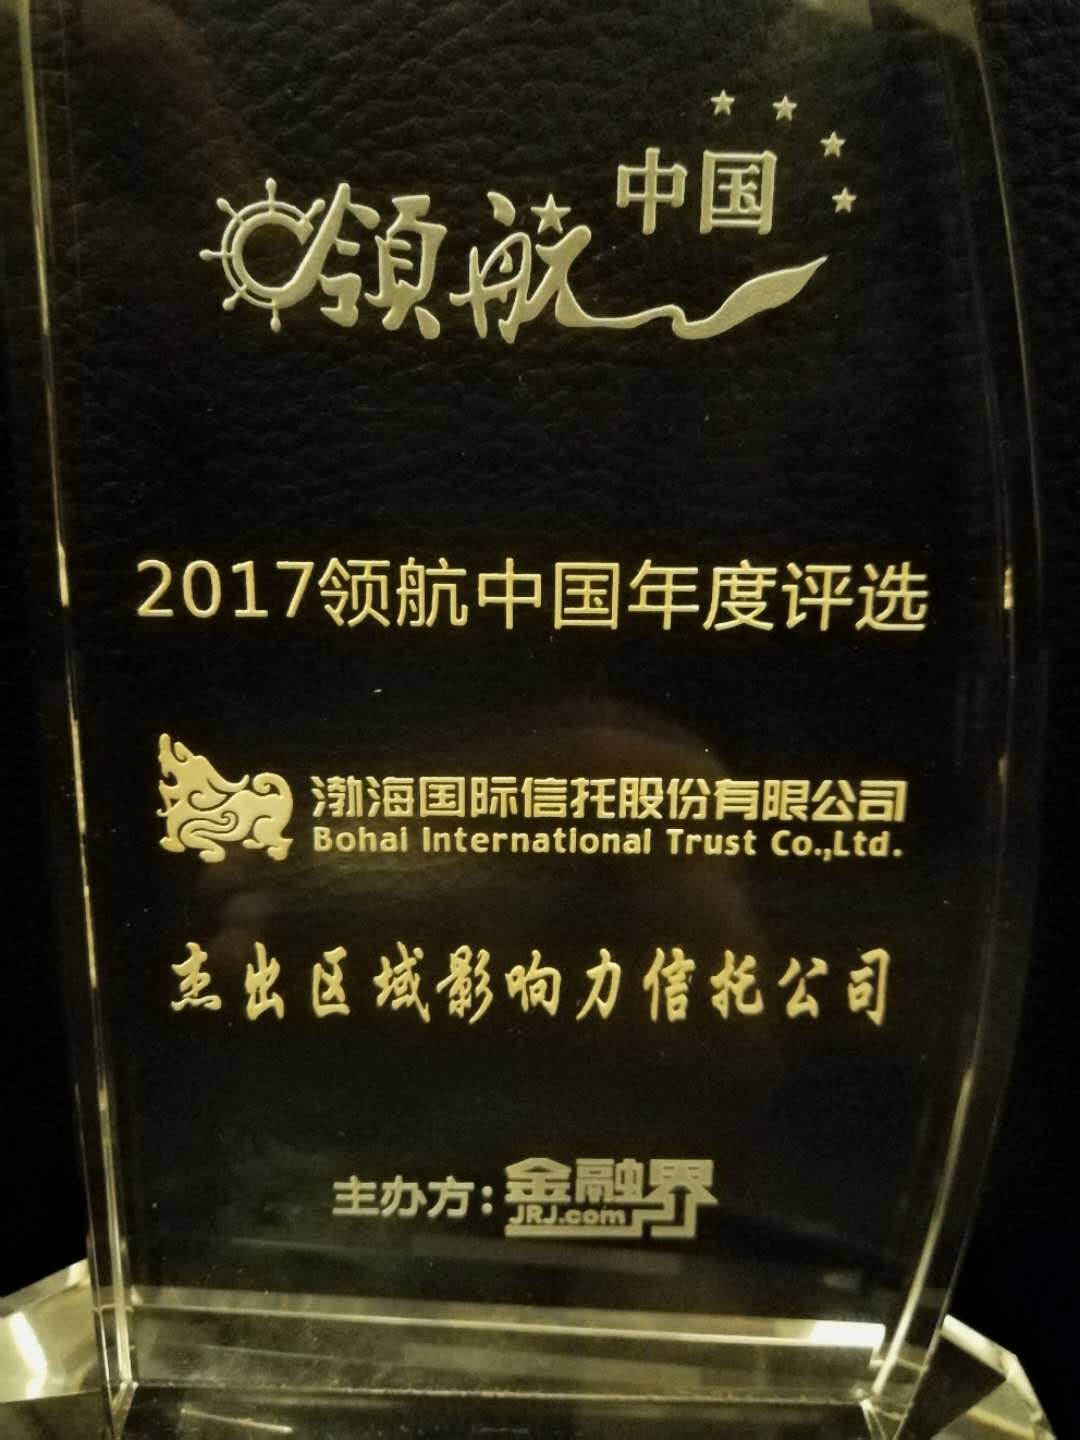 领航中国
2017领航中国年度评选
渤海国际信托股份有限公司
Bohai International Trust Co.,Ltd.
杰出区域影响力信托公司
主办方：金融界
JRJ.com